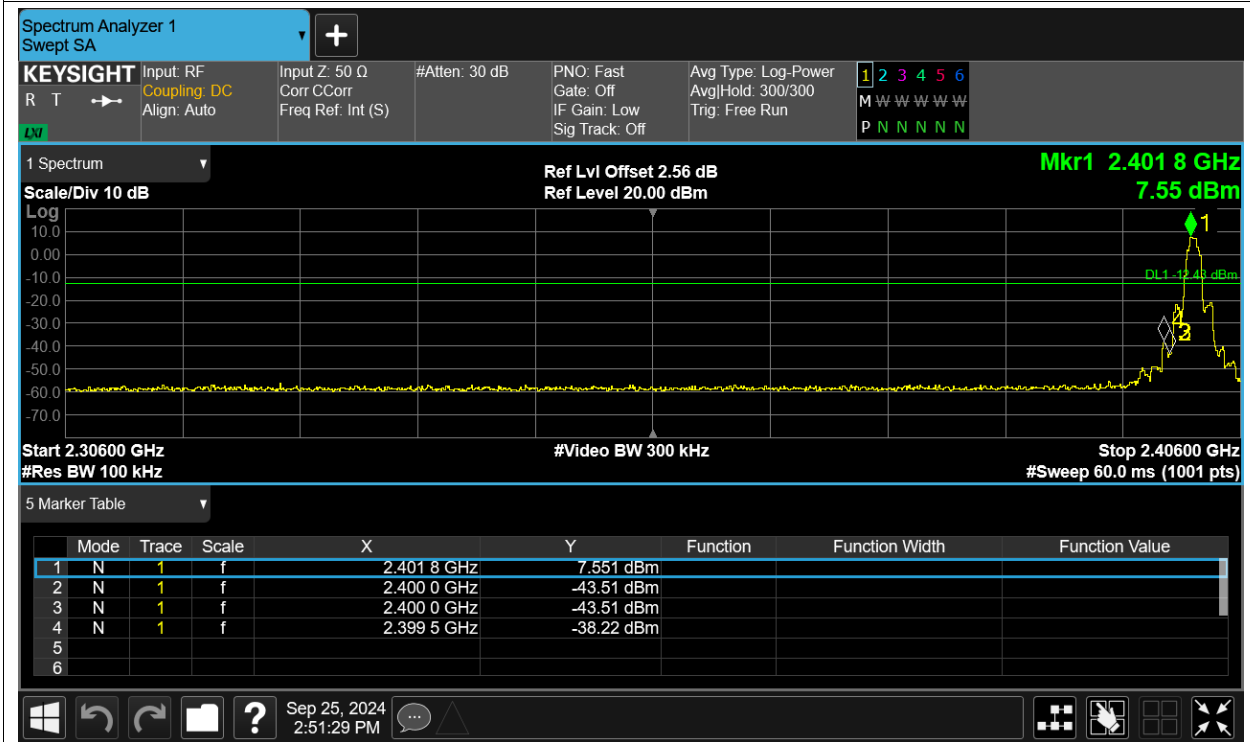 Spectrum Analyzer 1
Swept SA
+
KEYSIGHT
R T
LXI
Input: RF
Coupling: DC
Align: Auto
Input Z: 50 Ω
Corr CCorr
Freq Ref: Int (S)
#Atten: 30 dB
PNO: Fast
Gate: Off
IF Gain: Low
Sig Track: Off
Avg Type: Log-Power
Avg|Hold: 300/300
Trig: Free Run
1 2 3 4 5 6
M W W W W W
P N N N N N
1 Spectrum
Scale/Div 10 dB
Ref Lvl Offset 2.56 dB
Ref Level 20.00 dBm
Mkr1 2.401 8 GHz
7.55 dBm
Log
10.0
0.00
-10.0
-20.0
-30.0
-40.0
-50.0
-60.0
-70.0
1
DL1 -12.43 dBm
Start 2.30600 GHz
#Res BW 100 kHz
#Video BW 300 kHz
Stop 2.40600 GHz
#Sweep 60.0 ms (1001 pts)
5 Marker Table
Mode Trace Scale X Y Function Function Width Function Value
1 N 1 f 2.401 8 GHz 7.551 dBm
2 N 1 f 2.400 0 GHz -43.51 dBm
3 N 1 f 2.400 0 GHz -43.51 dBm
4 N 1 f 2.399 5 GHz -38.22 dBm
5
6
?
Sep 25, 2024
2:51:29 PM